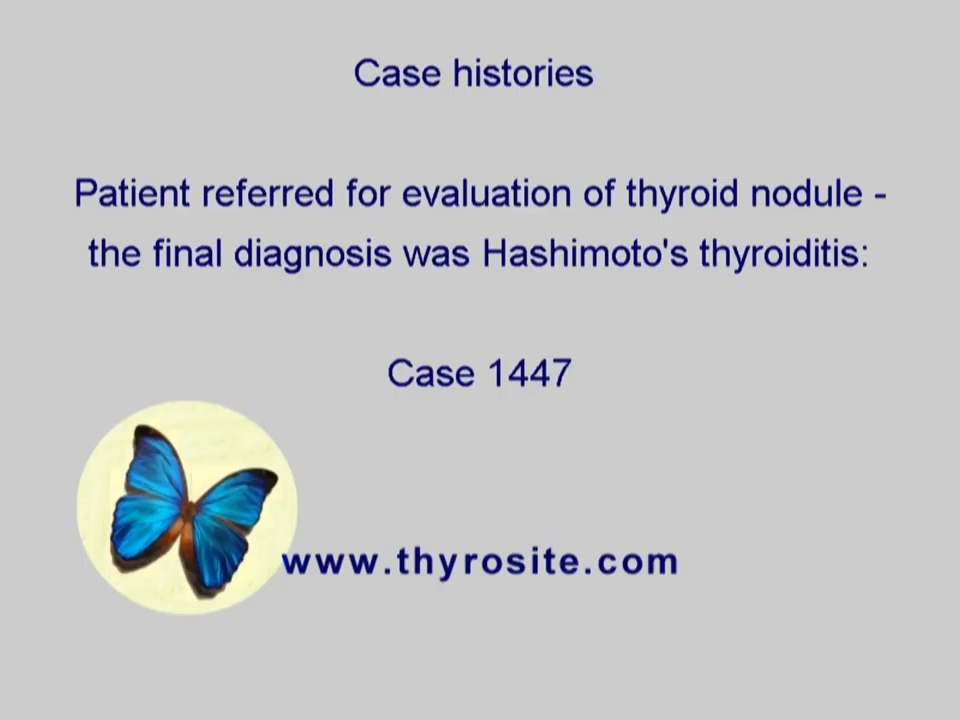 Case histories
Patient referred for evaluation of thyroid nodule -
the final diagnosis was Hashimoto's thyroiditis:
Case 1447
www.thyrosite.com